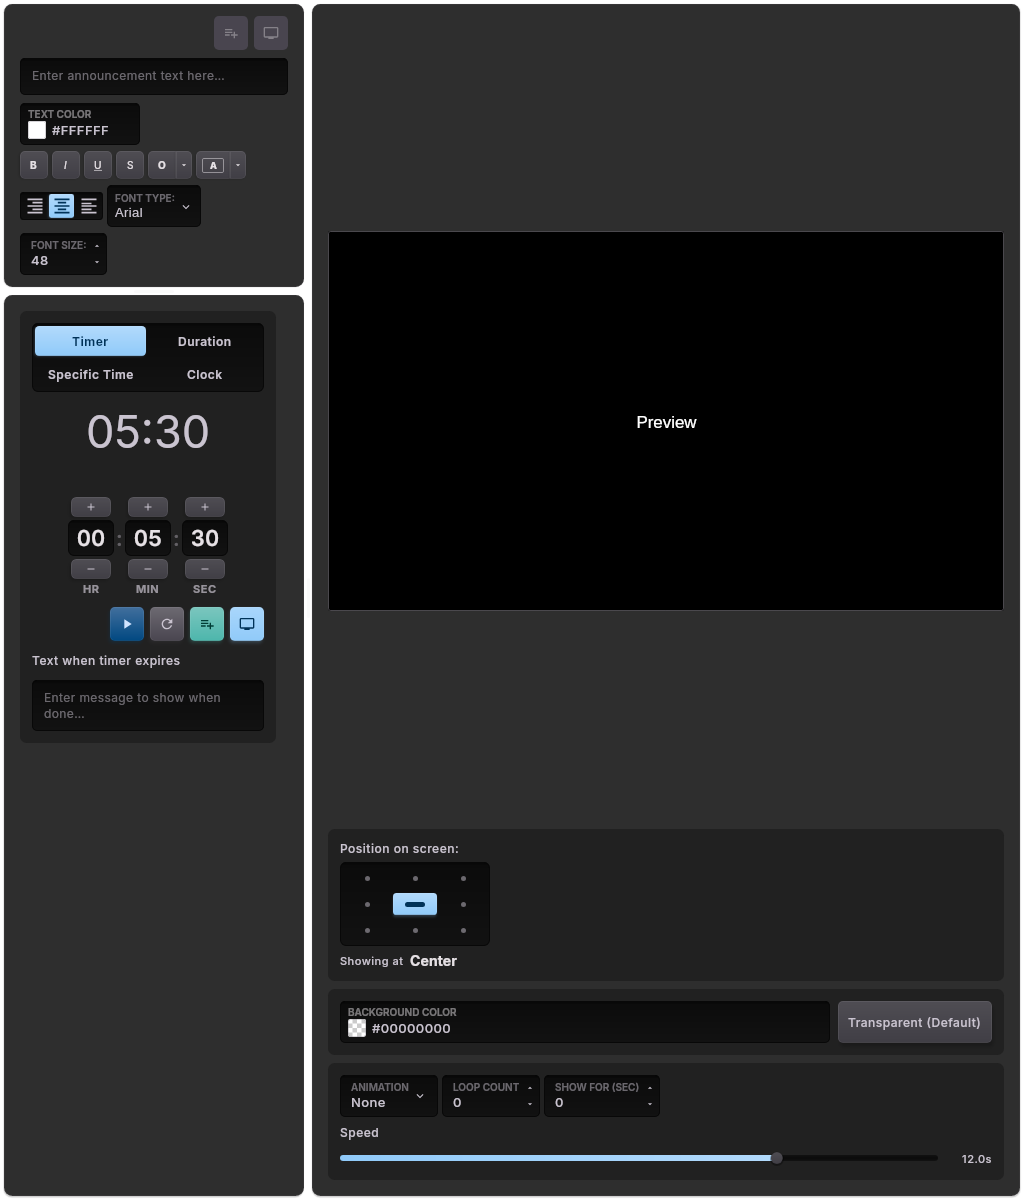 Enter announcement text here...
TEXT COLOR
#FFFFFF
B I U S O A
FONT TYPE:
Arial
FONT SIZE:
48
Timer Duration
Specific Time Clock
05:30
+ + +
00 : 05 : 30
− − −
HR MIN SEC
Text when timer expires
Enter message to show when
done...
Preview
Position on screen:
Showing at Center
BACKGROUND COLOR
#00000000
Transparent (Default)
ANIMATION
None
LOOP COUNT
0
SHOW FOR (SEC)
0
Speed
12.0s